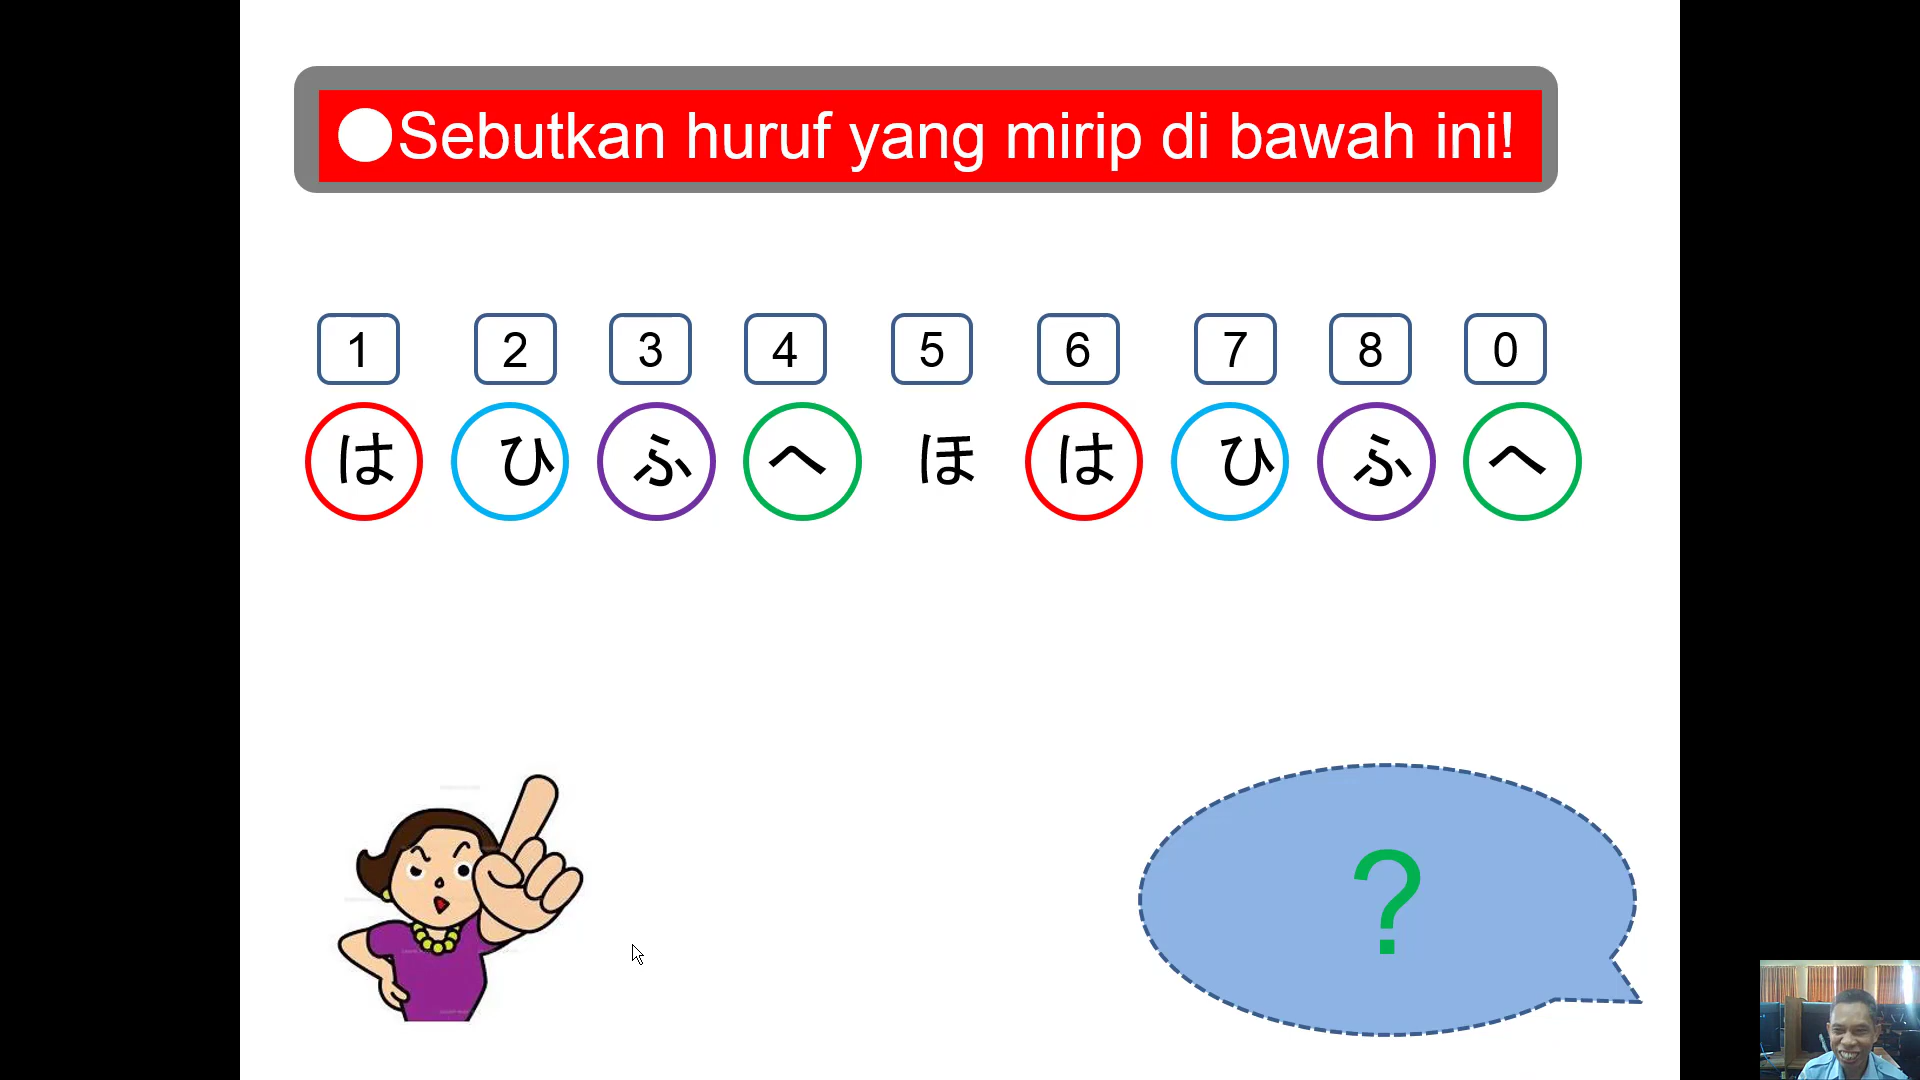 ●Sebutkan huruf yang mirip di bawah ini!
1 2 3 4 5 6 7 8 0
は ひ ふ へ ほ は ひ ふ へ
?